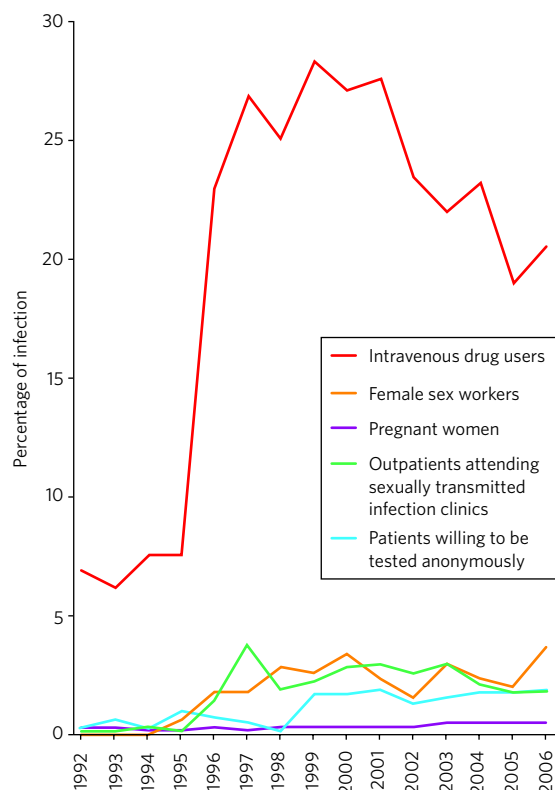 30
25
20
15
10
5
0
Percentage of infection
Intravenous drug users
Female sex workers
Pregnant women
Outpatients attending
sexually transmitted
infection clinics
Patients willing to be
tested anonymously
1992
1993
1994
1995
1996
1997
1998
1999
2000
2001
2002
2003
2004
2005
2006